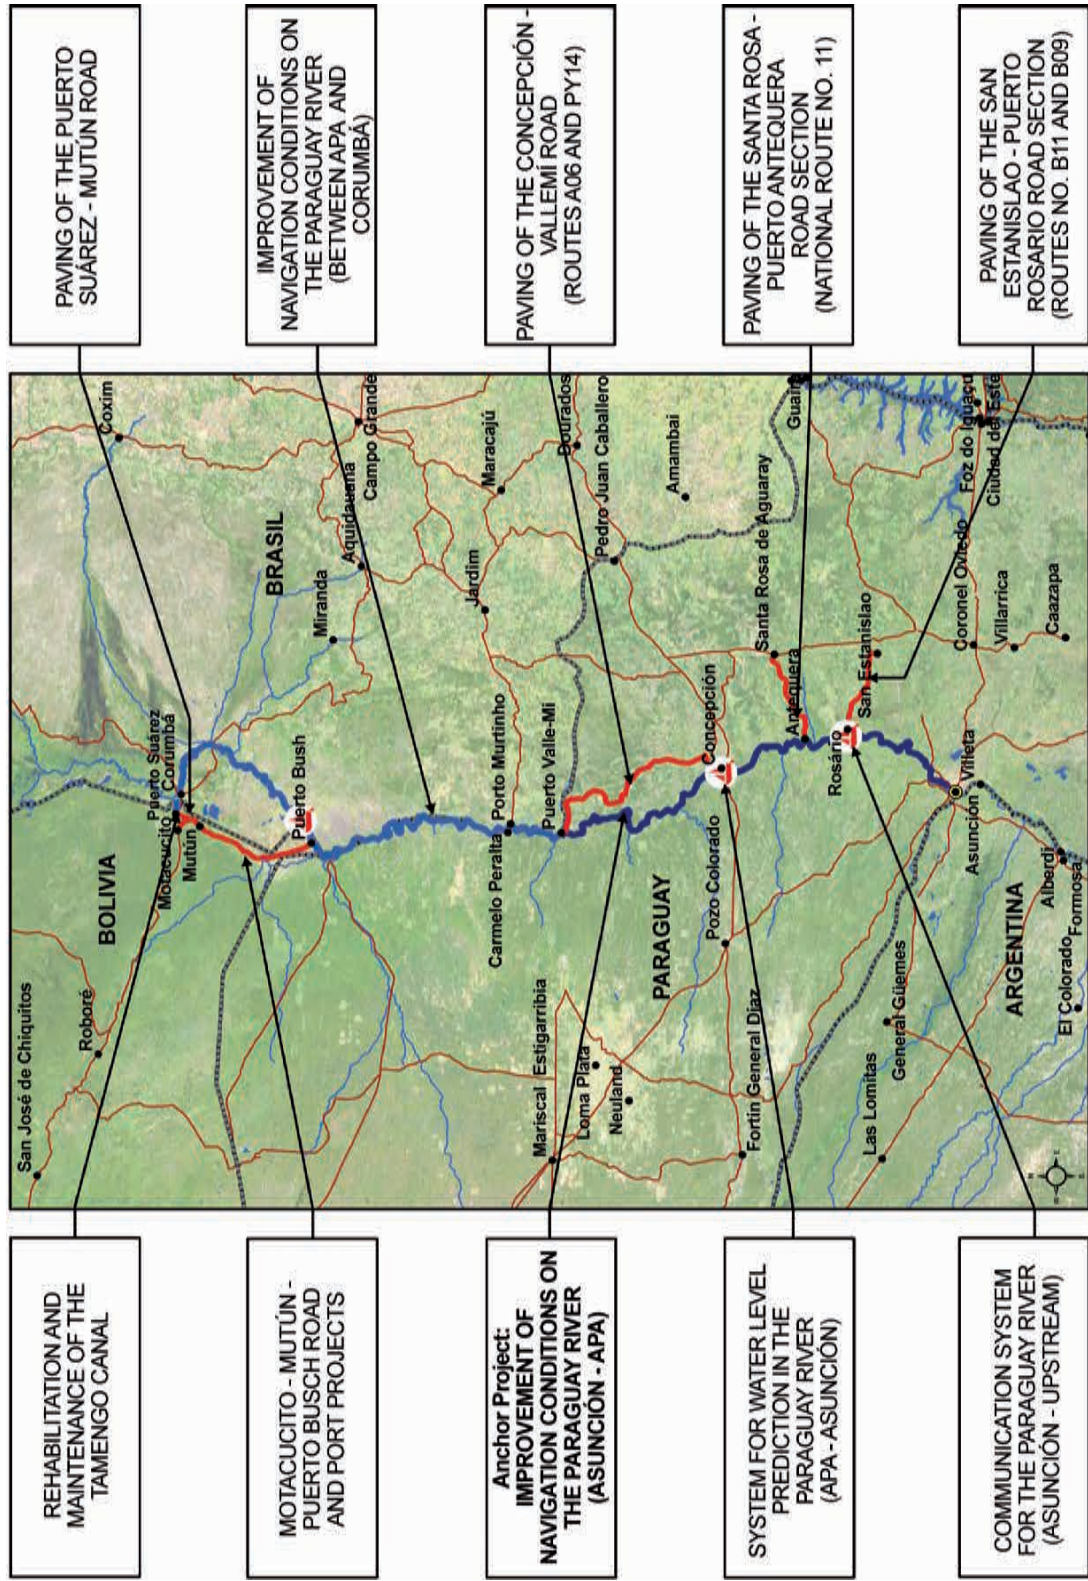 REHABILITATION AND
MAINTENANCE OF THE
TAMENGO CANAL
MOTACUCITO - MUTÚN -
PUERTO BUSCH ROAD
AND PORT PROJECTS
Anchor Project:
IMPROVEMENT OF
NAVIGATION CONDITIONS ON
THE PARAGUAY RIVER
(ASUNCIÓN - APA)
SYSTEM FOR WATER LEVEL
PREDICTION IN THE
PARAGUAY RIVER
(APA - ASUNCIÓN)
COMMUNICATION SYSTEM
FOR THE PARAGUAY RIVER
(ASUNCIÓN - UPSTREAM)
San José de Chiquitos
Roboré
BOLIVIA
Motacucito
Puerto Suárez
Corumbá
Mutún
Puerto Bush
BRASIL
Coxim
Miranda
Aquidauana
Campo Grande
Jardim
Maracajú
Carmelo Peralta
Porto Murtinho
Puerto Valle-Mi
Dourados
Pedro Juan Caballero
Amambai
Mariscal Estigarribia
Loma Plata
Neuland
PARAGUAY
Pozo Colorado
Concepción
Fortin General Diaz
Santa Rosa de Aguaray
Antequera
Guaira
Rosário
San Estanislao
Las Lomitas
General Güemes
Asunción
Villeta
Coronel Oviedo
Foz do Iguaçu
Ciudad del Este
Villarrica
Caazapa
ARGENTINA
Alberdi
Formosa
El Colorado
PAVING OF THE PUERTO
SUÁREZ - MUTÚN ROAD
IMPROVEMENT OF
NAVIGATION CONDITIONS ON
THE PARAGUAY RIVER
(BETWEEN APA AND
CORUMBÁ)
PAVING OF THE CONCEPCIÓN -
VALLEMÍ ROAD
(ROUTES A06 AND PY14)
PAVING OF THE SANTA ROSA -
PUERTO ANTEQUERA
ROAD SECTION
(NATIONAL ROUTE NO. 11)
PAVING OF THE SAN
ESTANISLAO - PUERTO
ROSARIO ROAD SECTION
(ROUTES NO. B11 AND B09)